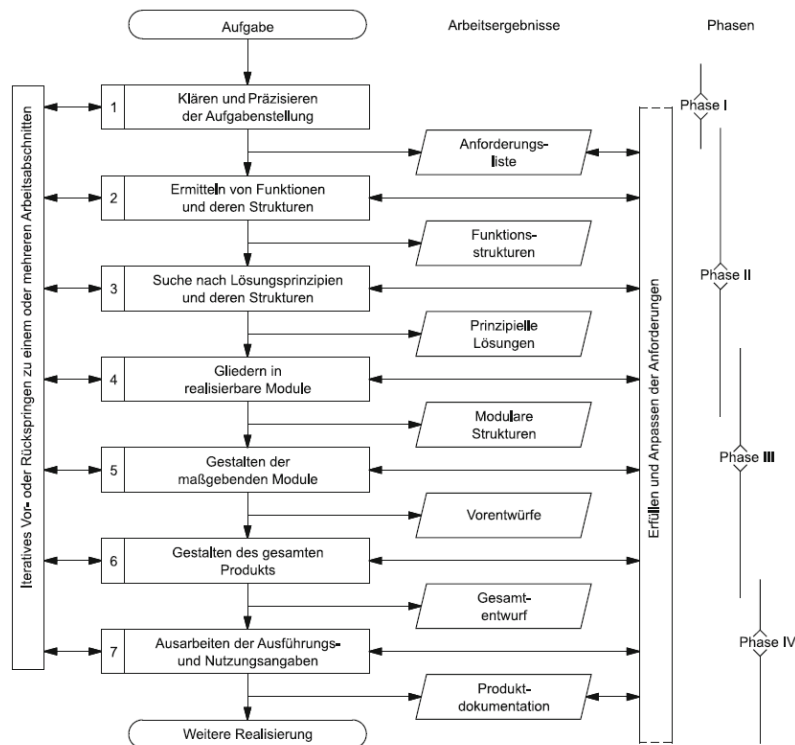 Aufgabe
Arbeitsergebnisse
Phasen
Iteratives Vor- oder Rückspringen zu einem oder mehreren Arbeitsabschnitten
1
Klären und Präzisieren
der Aufgabenstellung
Phase I
Anforderungs-
liste
2
Ermitteln von Funktionen
und deren Strukturen
Funktions-
strukturen
3
Suche nach Lösungsprinzipien
und deren Strukturen
Phase II
Prinzipielle
Lösungen
4
Gliedern in
realisierbare Module
Modulare
Strukturen
Erfüllen und Anpassen der Anforderungen
5
Gestalten der
maßgebenden Module
Phase III
Vorentwürfe
6
Gestalten des gesamten
Produkts
Gesamt-
entwurf
7
Ausarbeiten der Ausführungs-
und Nutzungsangaben
Phase IV
Produkt-
dokumentation
Weitere Realisierung